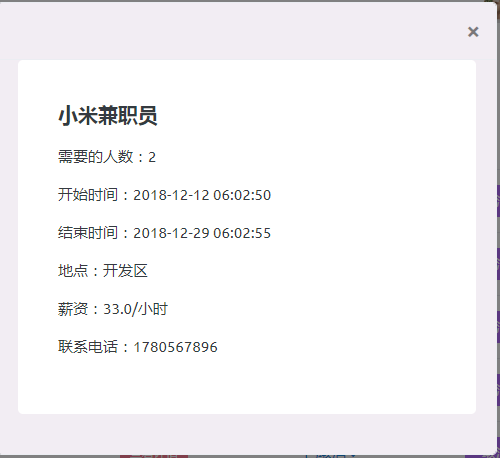 ×
小米兼职员
需要的人数：2
开始时间：2018-12-12 06:02:50
结束时间：2018-12-29 06:02:55
地点：开发区
薪资：33.0/小时
联系电话：1780567896